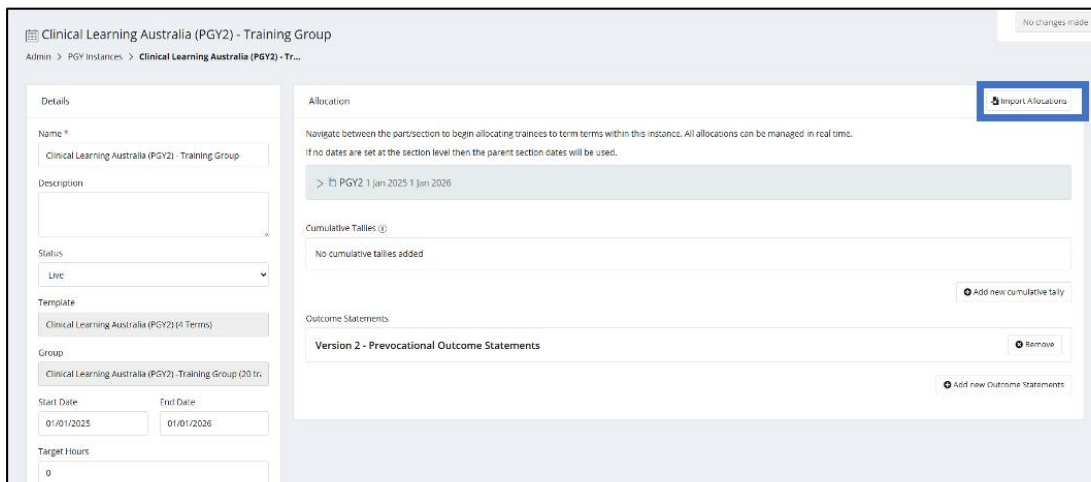 Clinical Learning Australia (PGY2) - Training Group
No changes made
Admin > PGY Instances > Clinical Learning Australia (PGY2) - Tr...
Details
Name *
Clinical Learning Australia (PGY2) - Training Group
Description
Status
Live
Template
Clinical Learning Australia (PGY2) (4 Terms)
Group
Clinical Learning Australia (PGY2) -Training Group (20 tr.
Start Date
End Date
01/01/2025
01/01/2026
Target Hours
0
Allocation
Import Allocations
Navigate between the part/section to begin allocating trainees to term terms within this instance. All allocations can be managed in real time.
If no dates are set at the section level then the parent section dates will be used.
> PGY2 1 Jan 2025 1 Jan 2026
Cumulative Tallies
No cumulative tallies added
Add new cumulative tally
Outcome Statements
Version 2 - Prevocational Outcome Statements
Remove
Add new Outcome Statements